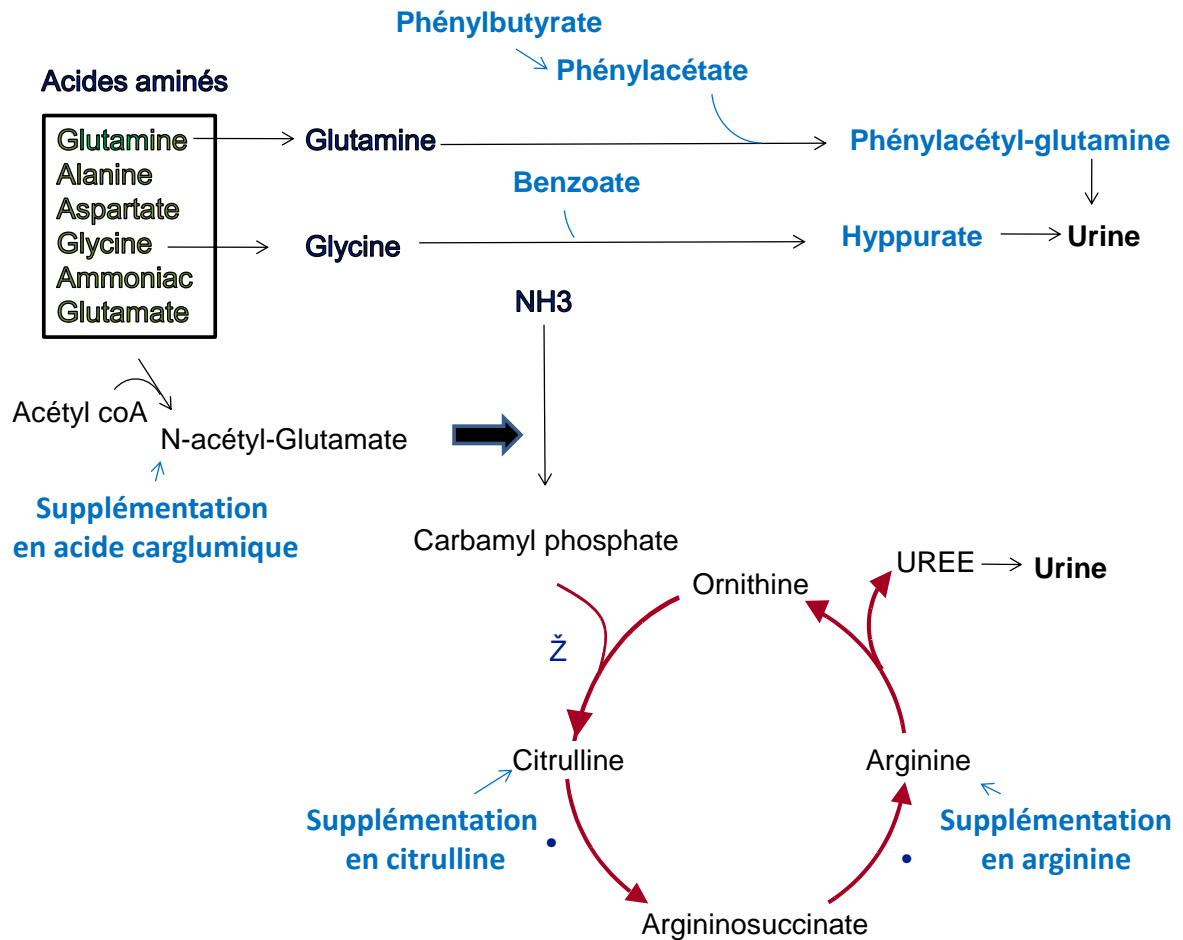 Phénylbutyrate
Phénylacétate
Acides aminés
Glutamine
Alanine
Aspartate
Glycine
Ammoniac
Glutamate
Glutamine
Phénylacétyl-glutamine
Benzoate
Glycine
Hyppurate
Urine
NH3
Acétyl coA
N-acétyl-Glutamate
Supplémentation
en acide carglumique
Carbamyl phosphate
Ornithine
UREE
Urine
Ž
Citrulline
Arginine
Supplémentation
en citrulline
•
Supplémentation
en arginine
•
Argininosuccinate